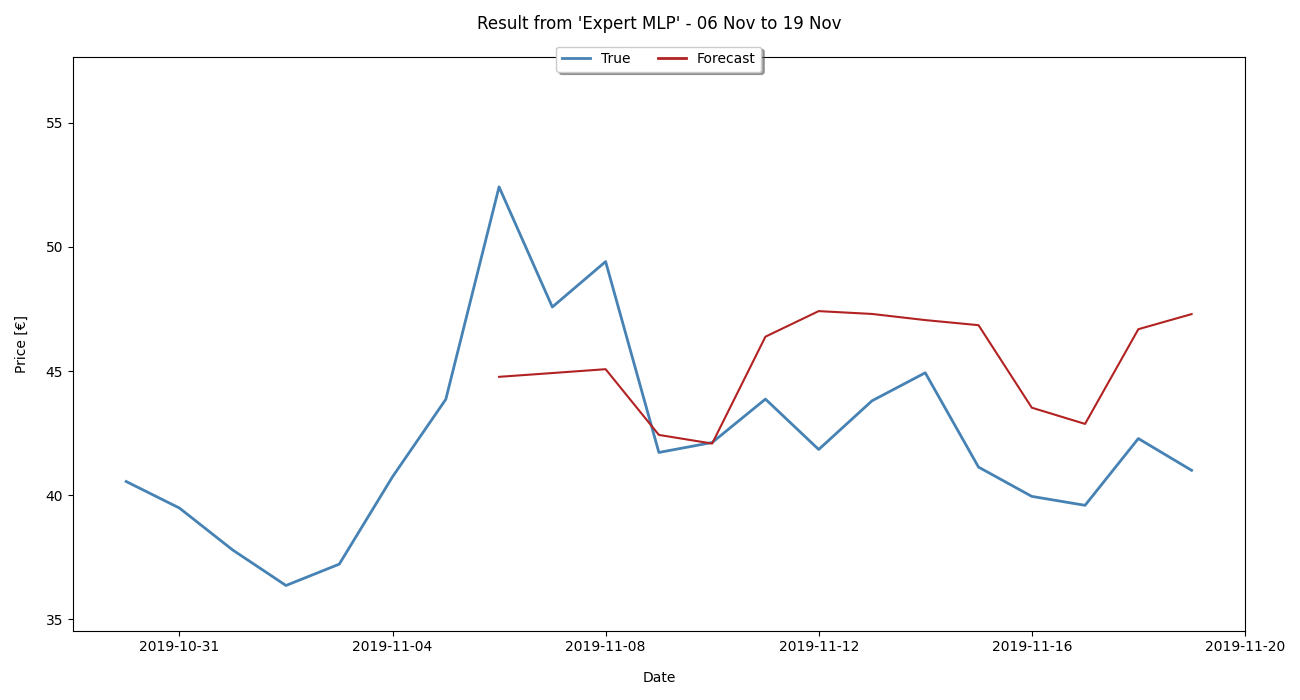 Result from 'Expert MLP' - 06 Nov to 19 Nov
True Forecast
Price [€]
55
50
45
40
35
2019-10-31 2019-11-04 2019-11-08 2019-11-12 2019-11-16 2019-11-20
Date